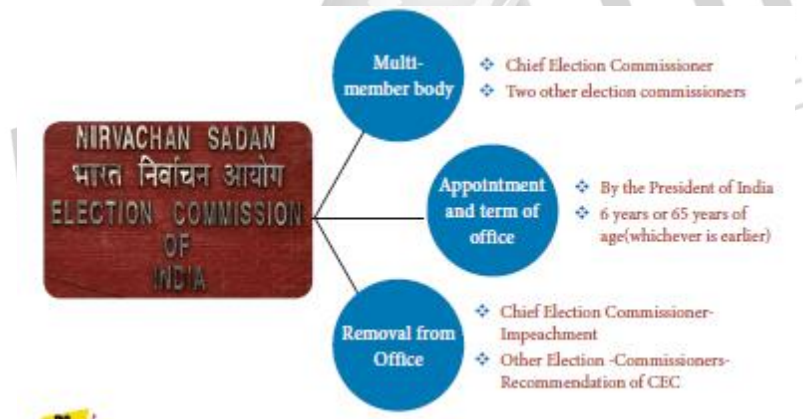 NIRVACHAN SADAN
भारत निर्वाचन आयोग
ELECTION COMMISSION
OF
INDIA
Multi-
member body
❖ Chief Election Commissioner
❖ Two other election commissioners
Appointment
and term of
office
❖ By the President of India
❖ 6 years or 65 years of
age(whichever is earlier)
Removal from
Office
❖ Chief Election Commissioner-
Impeachment
❖ Other Election -Commissioners-
Recommendation of CEC